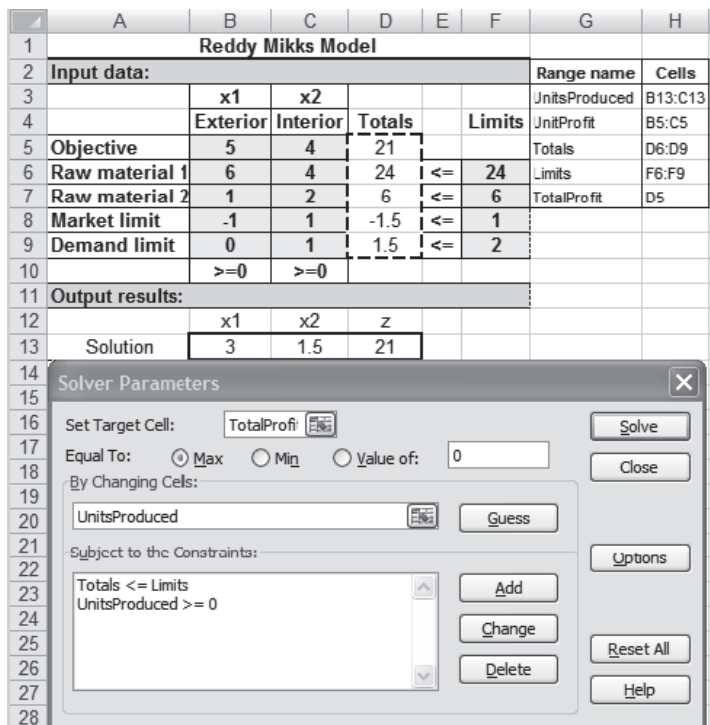 A B C D E F G H
1 Reddy Mikks Model
2 Input data: Range name Cells
3 x1 x2 UnitsProduced B13:C13
4 Exterior Interior Totals Limits UnitProfit B5:C5
5 Objective 5 4 21 Totals D6:D9
6 Raw material 1 6 4 24 <= 24 Limits F6:F9
7 Raw material 2 1 2 6 <= 6 TotalProfit D5
8 Market limit -1 1 -1.5 <= 1
9 Demand limit 0 1 1.5 <= 2
10 >=0 >=0
11 Output results:
12 x1 x2 z
13 Solution 3 1.5 21
14
15
16
17
18
19
20
21
22
23
24
25
26
27
28
Solver Parameters
Set Target Cell: TotalProfi Solve
Equal To: Max Min Value of: 0 Close
By Changing Cells:
UnitsProduced Guess
Subject to the Constraints: Options
Totals <= Limits Add
UnitsProduced >= 0
Change
Reset All
Delete
Help